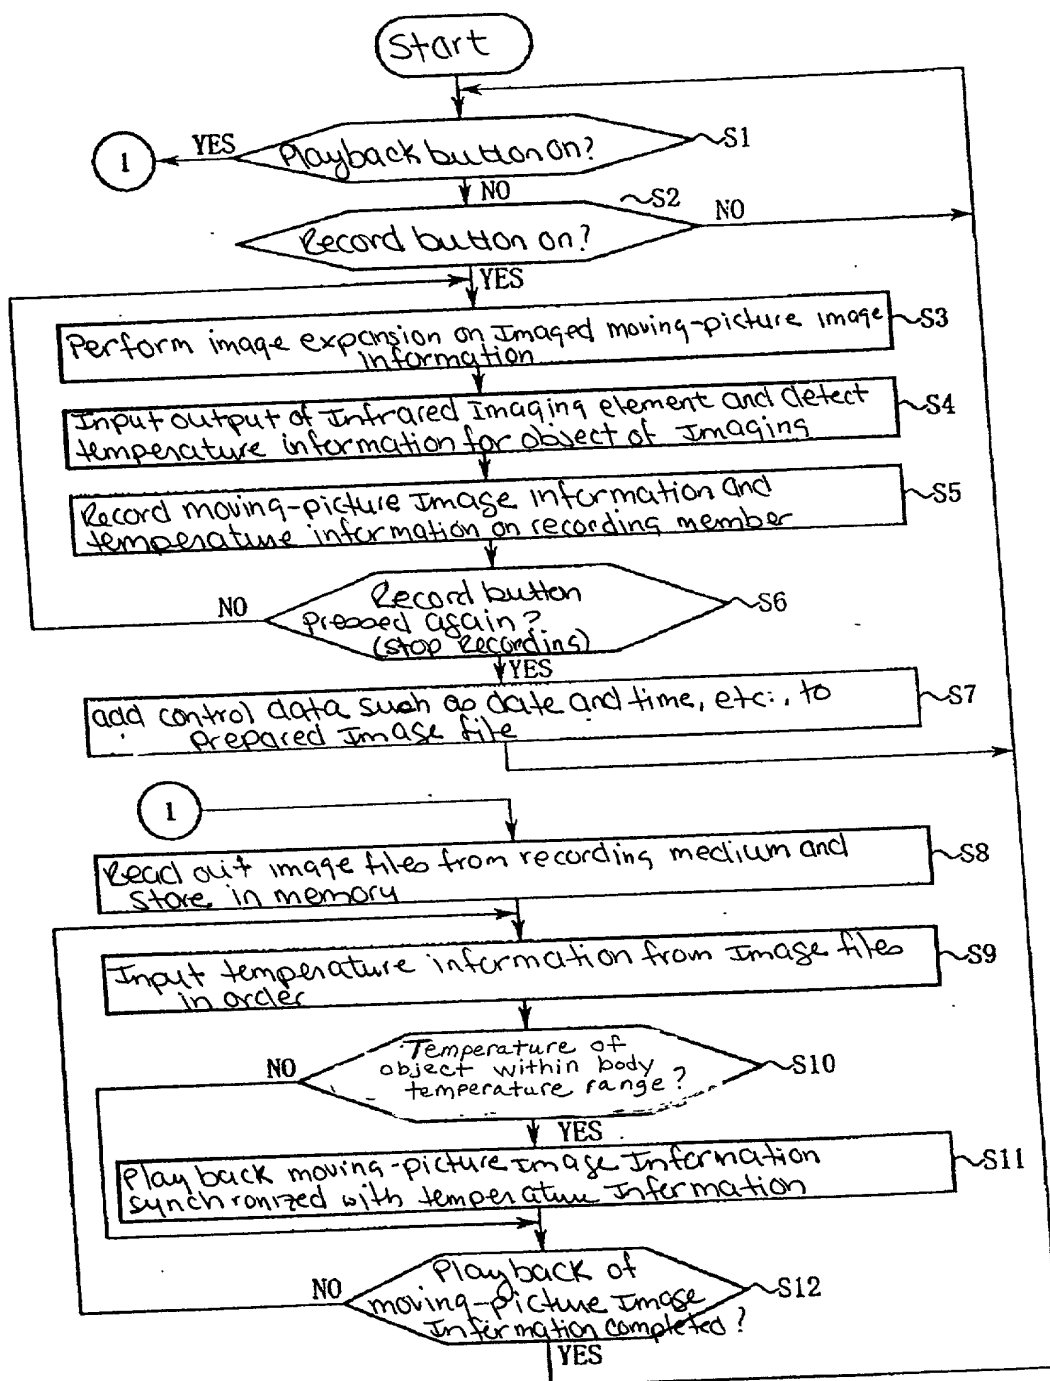 Start
YES
1
Playback button on?
S1
NO
S2
Record button on?
NO
YES
Perform image expansion on Imaged moving-picture image
information
S3
Input output of Infrared Imaging element and detect
temperature information for object of Imaging
S4
Record moving-picture Image information and
temperature information on recording member
S5
NO
Record button
pressed again?
(stop Recording)
S6
YES
add control data such as date and time, etc., to
prepared Image file
S7
1
Read out image files from recording medium and
store in memory
S8
Input temperature information from Image files
in order
S9
NO
Temperature of
object within body
temperature range?
S10
YES
Playback moving-picture Image Information
synchronized with temperature Information
S11
NO
Playback of
moving-picture Image
Information completed?
S12
YES